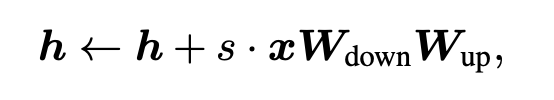 h ← h + s · xW_down W_up,